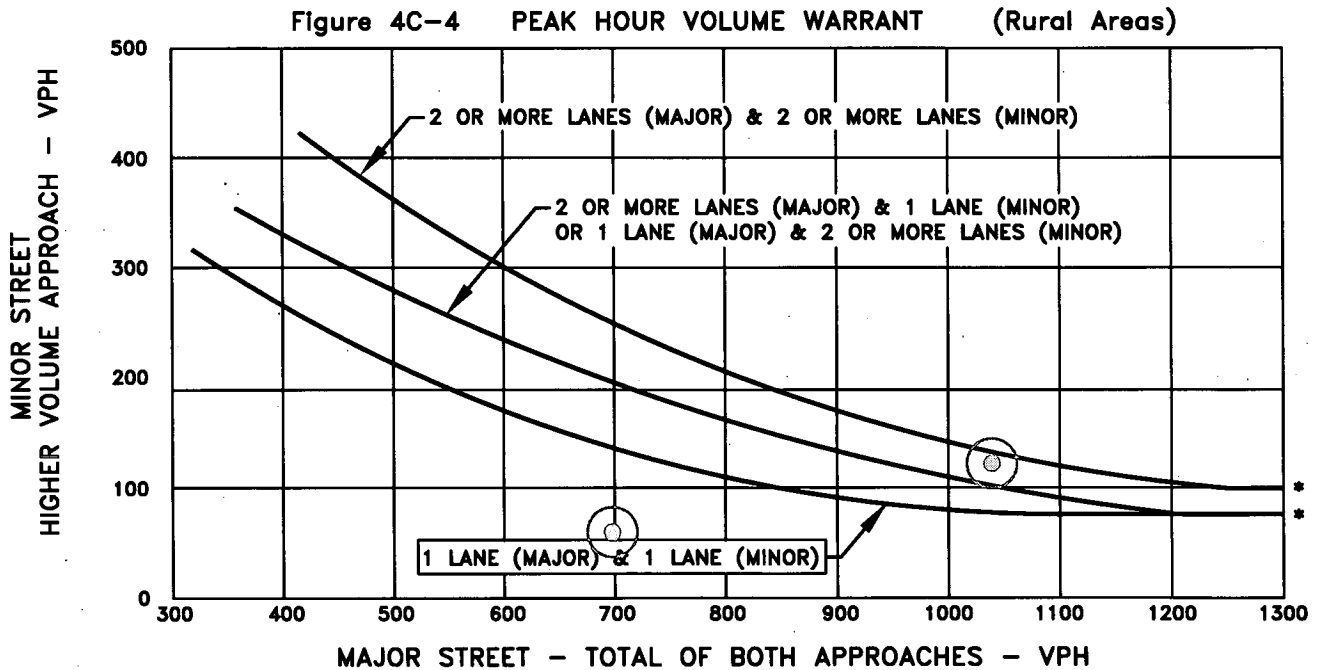 Figure 4C-4 PEAK HOUR VOLUME WARRANT (Rural Areas)
MINOR STREET
HIGHER VOLUME APPROACH - VPH
500
400
300
200
100
0
2 OR MORE LANES (MAJOR) & 2 OR MORE LANES (MINOR)
2 OR MORE LANES (MAJOR) & 1 LANE (MINOR)
OR 1 LANE (MAJOR) & 2 OR MORE LANES (MINOR)
1 LANE (MAJOR) & 1 LANE (MINOR)
*
*
300 400 500 600 700 800 900 1000 1100 1200 1300
MAJOR STREET - TOTAL OF BOTH APPROACHES - VPH